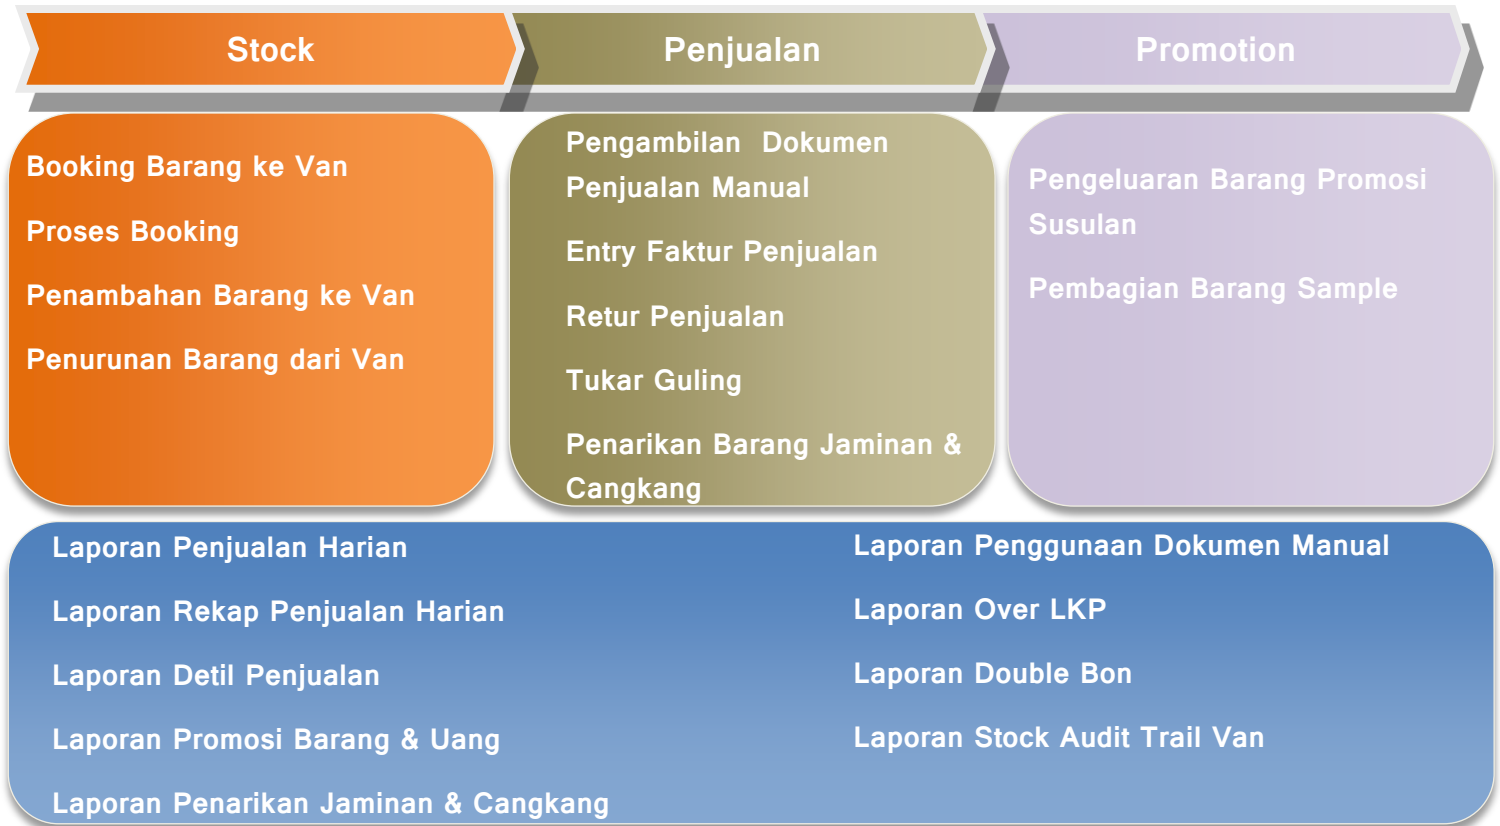 Stock
Penjualan
Promotion
Booking Barang ke Van
Proses Booking
Penambahan Barang ke Van
Penurunan Barang dari Van
Pengambilan Dokumen
Penjualan Manual
Entry Faktur Penjualan
Retur Penjualan
Tukar Guling
Penarikan Barang Jaminan &
Cangkang
Pengeluaran Barang Promosi
Susulan
Pembagian Barang Sample
Laporan Penjualan Harian
Laporan Rekap Penjualan Harian
Laporan Detil Penjualan
Laporan Promosi Barang & Uang
Laporan Penarikan Jaminan & Cangkang
Laporan Penggunaan Dokumen Manual
Laporan Over LKP
Laporan Double Bon
Laporan Stock Audit Trail Van